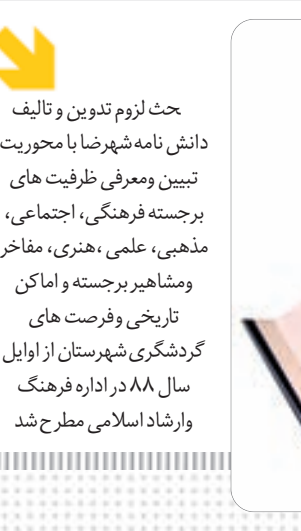 حث لزوم تدوین و تالیف
دانش نامه شهرضا با محوریت
تبیین ومعرفی ظرفیت های
برجسته فرهنگی، اجتماعی،
مذهبی، علمی ،هنری، مفاخر
ومشاهیر برجسته و اماکن
تاریخی وفرصت های
گردشگری شهرستان از اوایل
سال ۸۸ در اداره فرهنگ
وارشاد اسلامی مطرح شد